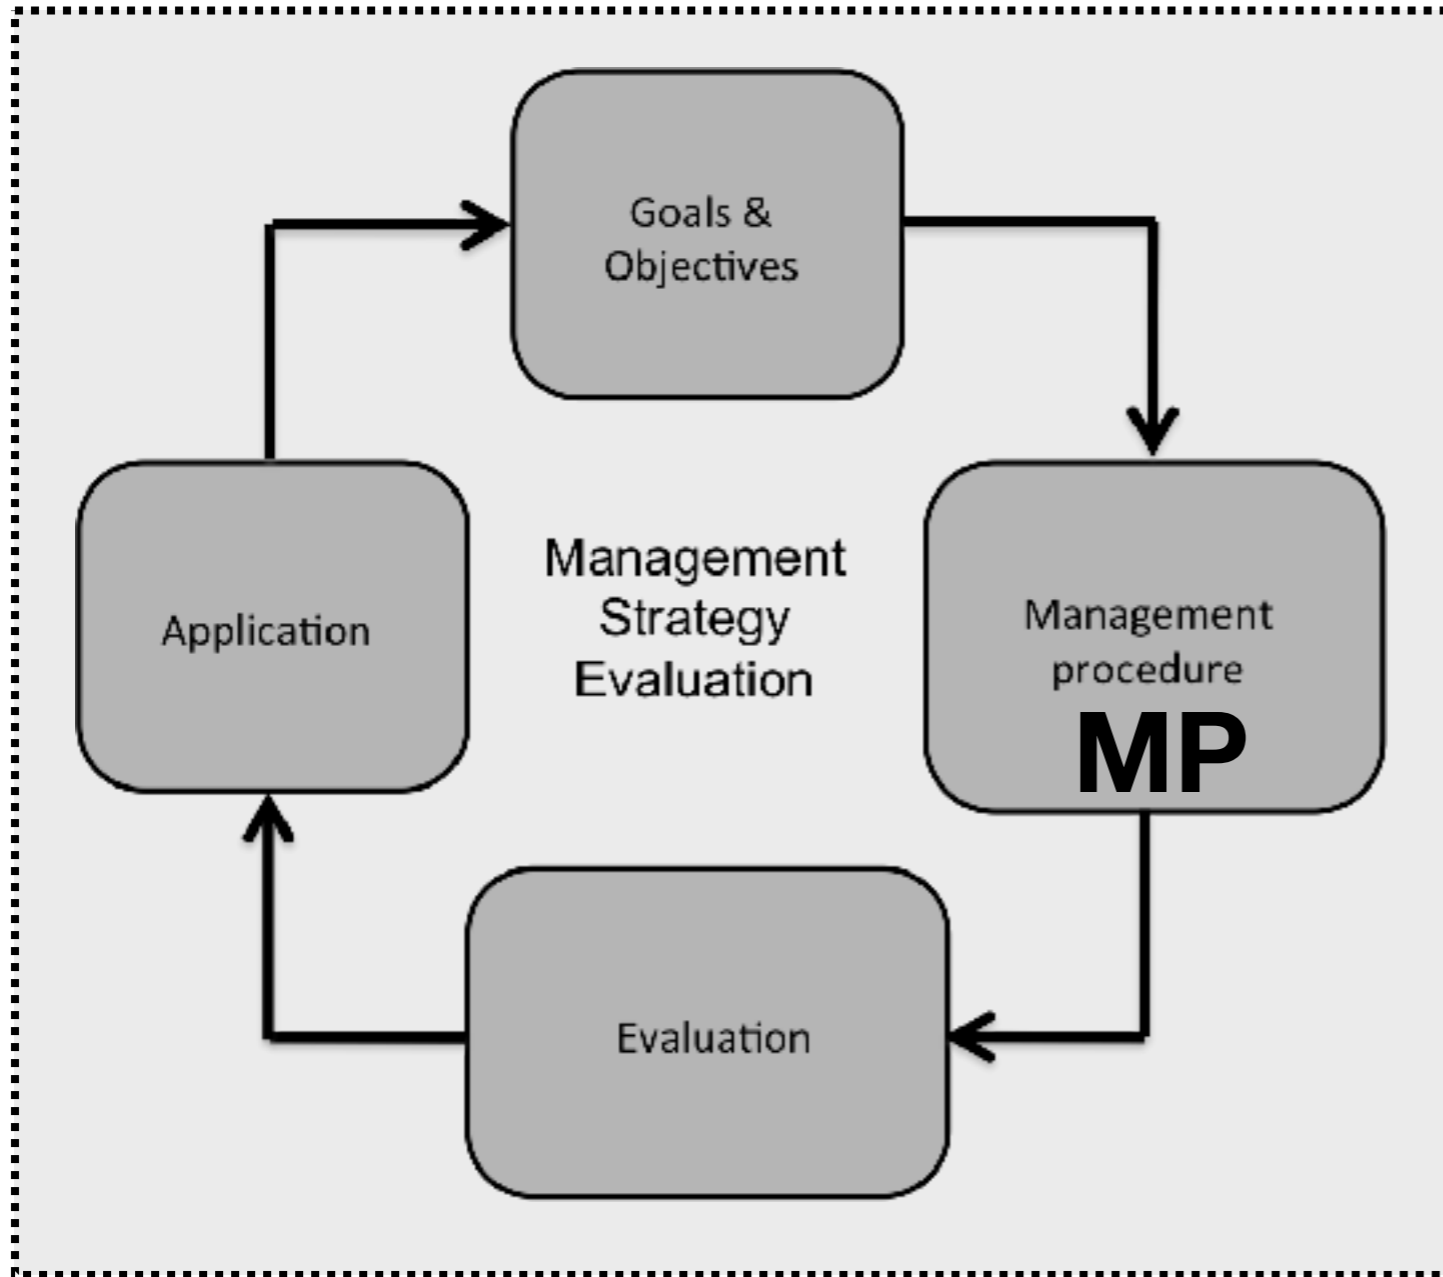 Goals &
Objectives
Application
Management
Strategy
Evaluation
Management
procedure
MP
Evaluation